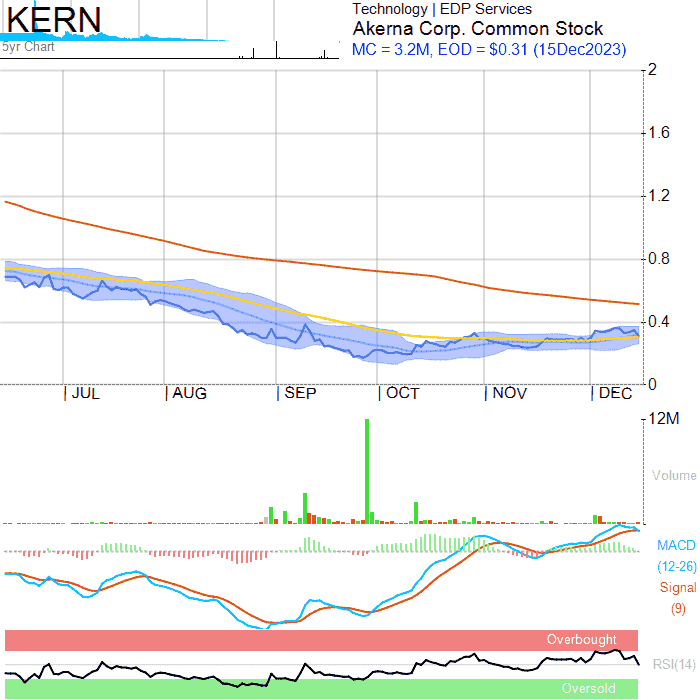 KERN
5yr Chart
Technology | EDP Services
Akerna Corp. Common Stock
MC = 3.2M, EOD = $0.31 (15Dec2023)
2
1.6
1.2
0.8
0.4
0
JUL AUG SEP OCT NOV DEC
12M
Volume
MACD
(12-26)
Signal
(9)
Overbought
RSI(14)
Oversold